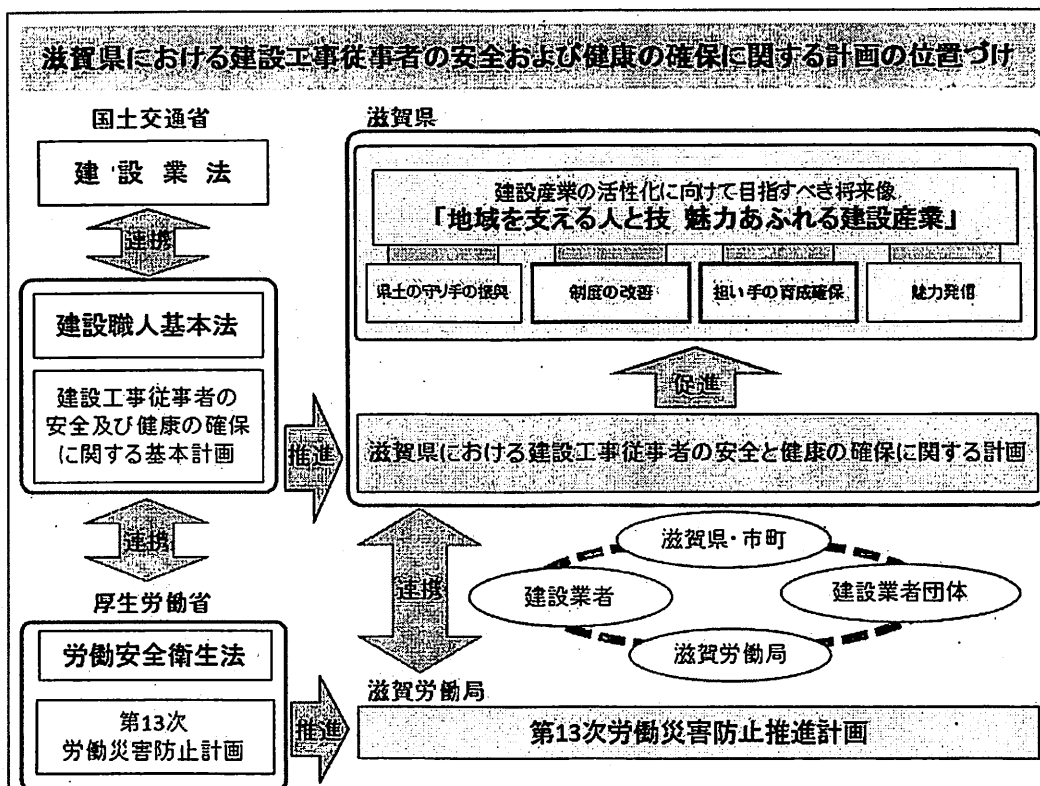 滋賀県における建設工事従事者の安全および健康の確保に関する計画の位置づけ
国土交通省
建設業法
連携
建設職人基本法
建設工事従事者の
安全及び健康の確保
に関する基本計画
連携
厚生労働省
労働安全衛生法
第13次
労働災害防止計画
推進
推進
滋賀県
建設産業の活性化に向けて目指すべき将来像
「地域を支える人と技 魅力あふれる建設産業」
県土の守り手の振興
制度の改善
担い手の育成確保
魅力発信
促進
滋賀県における建設工事従事者の安全と健康の確保に関する計画
連携
滋賀県・市町
建設業者
建設業者団体
滋賀労働局
滋賀労働局
第13次労働災害防止推進計画